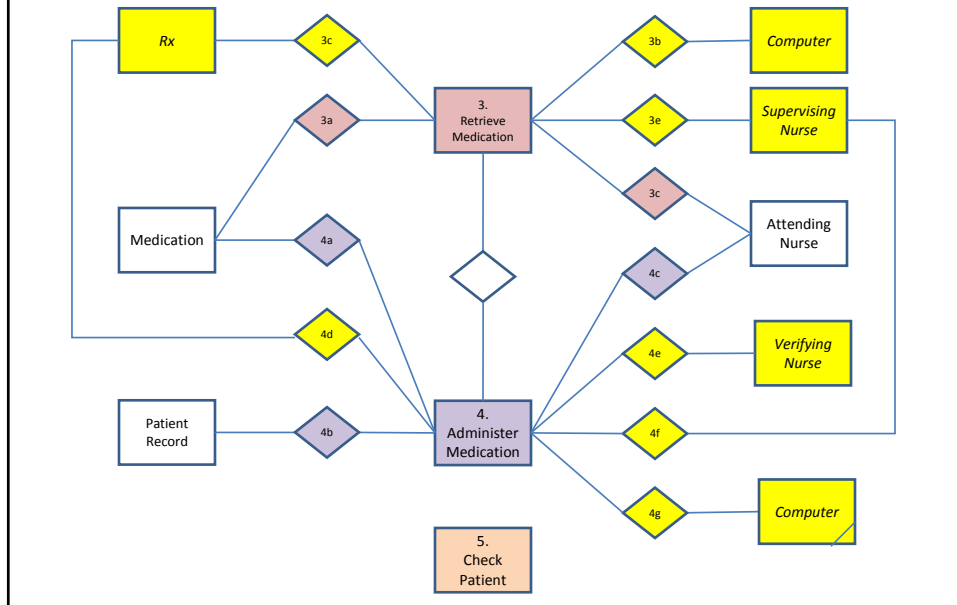 Rx
3c
3b
Computer
3a
3.
Retrieve
Medication
3e
Supervising
Nurse
3c
Medication
4a
Attending
Nurse
4c
4d
4e
Verifying
Nurse
Patient
Record
4b
4.
Administer
Medication
4f
4g
Computer
5.
Check
Patient